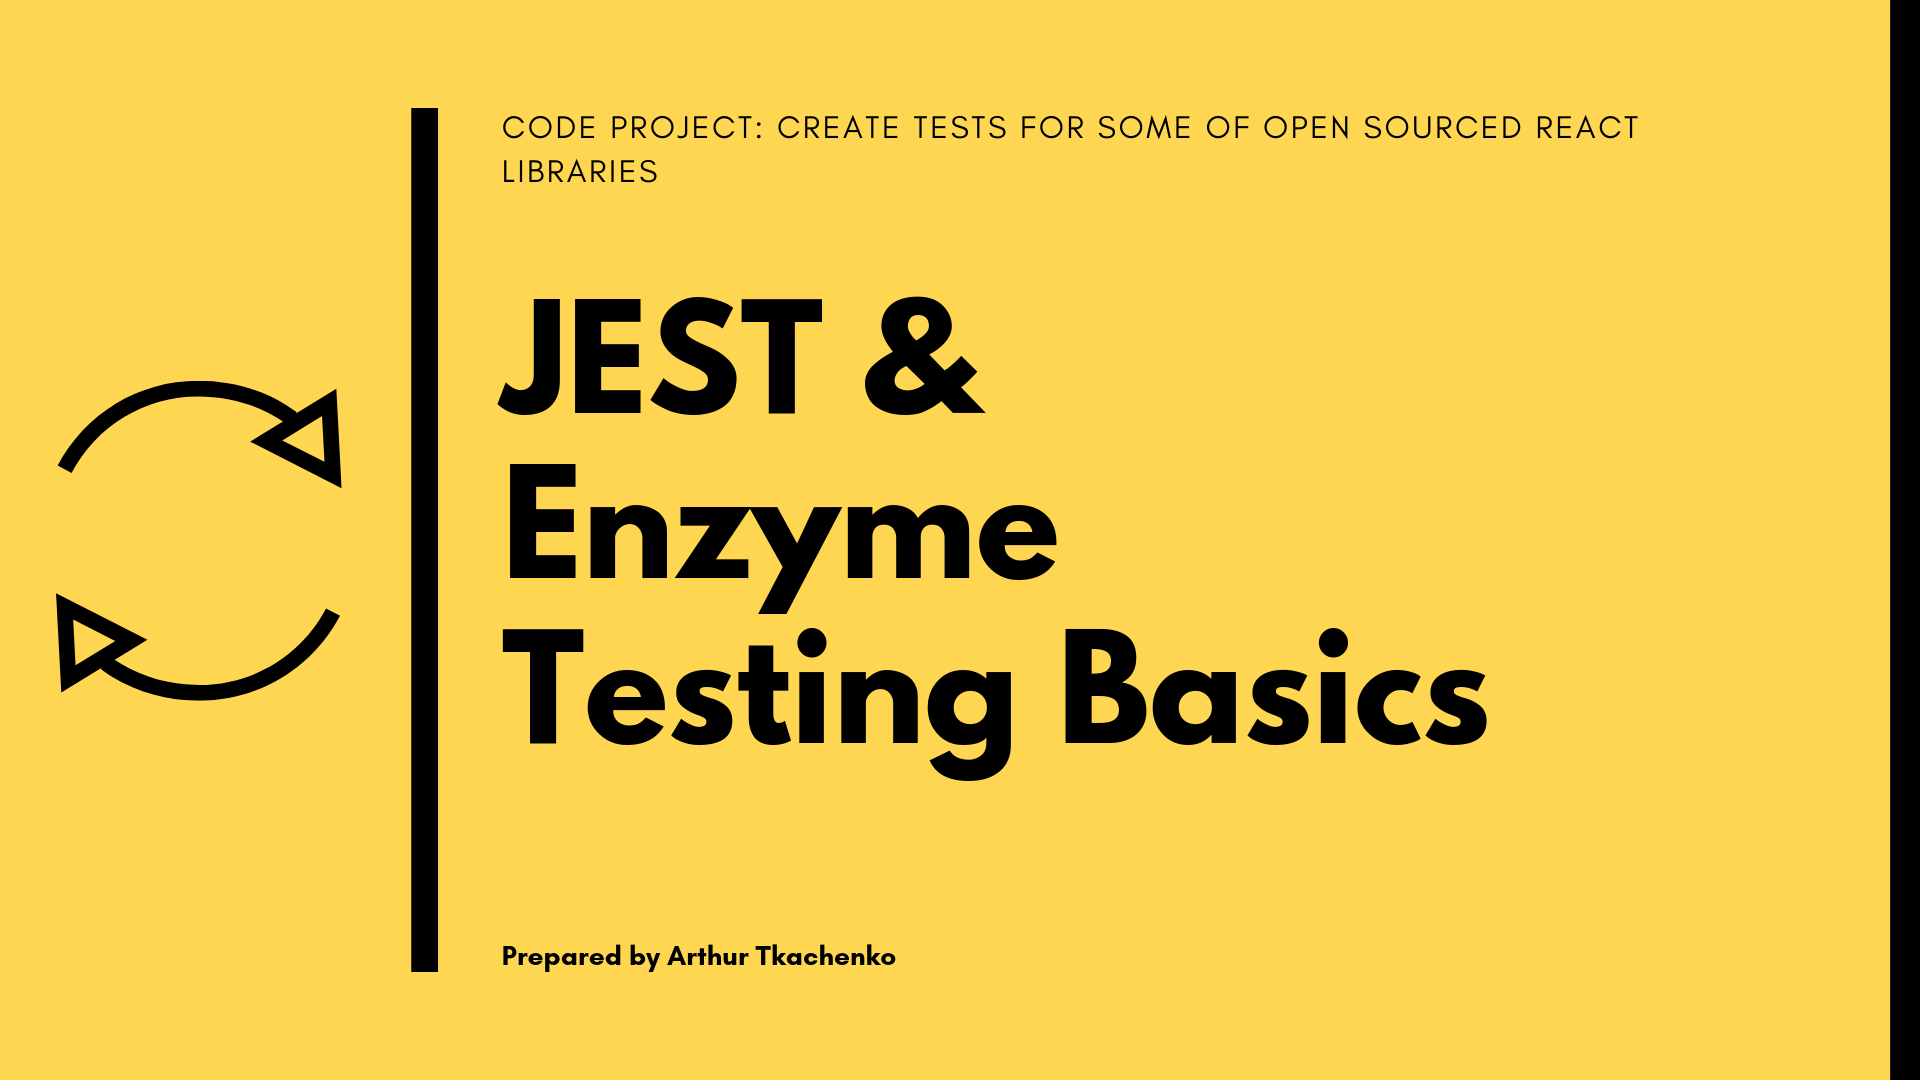 CODE PROJECT: CREATE TESTS FOR SOME OF OPEN SOURCED REACT
LIBRARIES
JEST &
Enzyme
Testing Basics
Prepared by Arthur Tkachenko